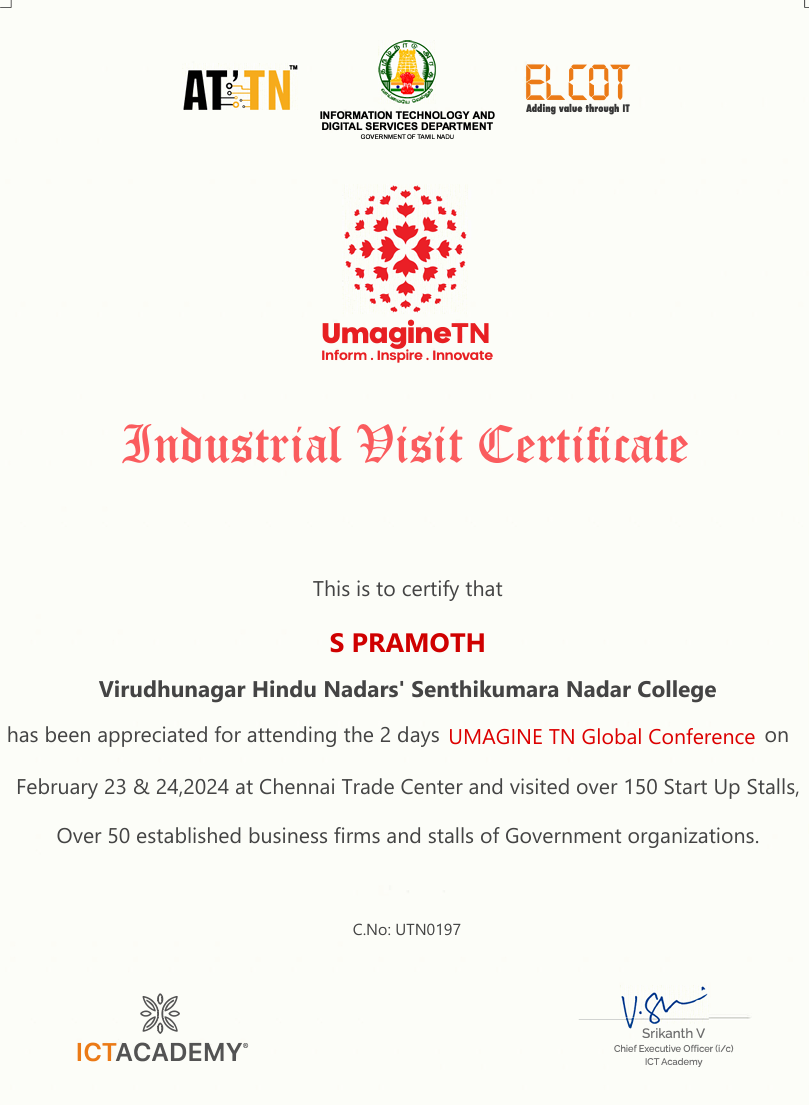 AT'TN™
INFORMATION TECHNOLOGY AND
DIGITAL SERVICES DEPARTMENT
GOVERNMENT OF TAMIL NADU
ELCOT
Adding value through IT
UmagineTN
Inform . Inspire . Innovate
Industrial Visit Certificate
This is to certify that
S PRAMOTH
Virudhunagar Hindu Nadars' Senthikumara Nadar College
has been appreciated for attending the 2 days UMAGINE TN Global Conference on
February 23 & 24,2024 at Chennai Trade Center and visited over 150 Start Up Stalls,
Over 50 established business firms and stalls of Government organizations.
C.No: UTN0197
ICTACADEMY®
V.S
Srikanth V
Chief Executive Officer (i/c)
ICT Academy